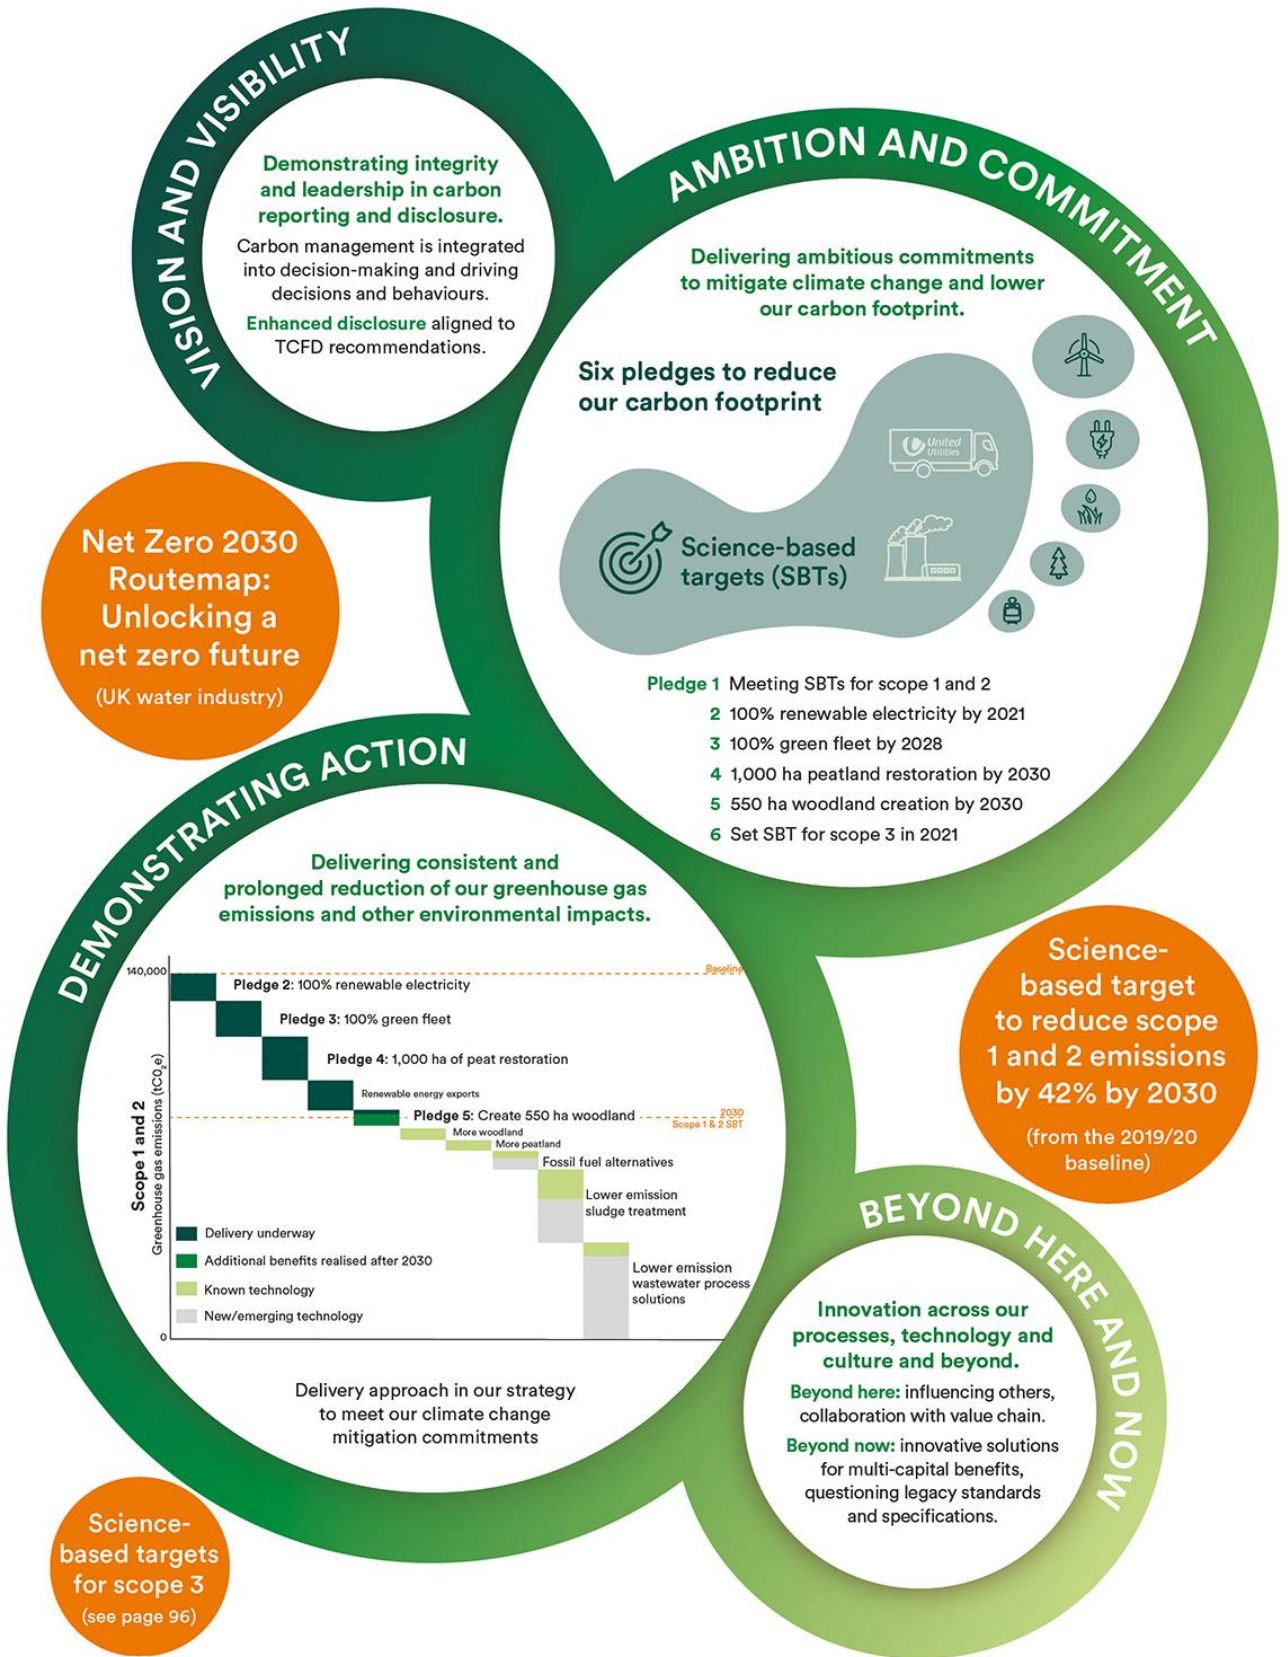 VISION AND VISIBILITY
Demonstrating integrity
and leadership in carbon
reporting and disclosure.
Carbon management is integrated
into decision-making and driving
decisions and behaviours.
Enhanced disclosure aligned to
TCFD recommendations.
AMBITION AND COMMITMENT
Delivering ambitious commitments
to mitigate climate change and lower
our carbon footprint.
Six pledges to reduce
our carbon footprint
United
Utilities
Science-based
targets (SBTs)
Pledge 1 Meeting SBTs for scope 1 and 2
2 100% renewable electricity by 2021
3 100% green fleet by 2028
4 1,000 ha peatland restoration by 2030
5 550 ha woodland creation by 2030
6 Set SBT for scope 3 in 2021
Net Zero 2030
Routemap:
Unlocking a
net zero future
(UK water industry)
DEMONSTRATING ACTION
Delivering consistent and
prolonged reduction of our greenhouse gas
emissions and other environmental impacts.
140,000
Baseline
Pledge 2: 100% renewable electricity
Pledge 3: 100% green fleet
Pledge 4: 1,000 ha of peat restoration
Renewable energy exports
Pledge 5: Create 550 ha woodland
2030
Scope 1 & 2 SBT
More woodland
More peatland
Fossil fuel alternatives
Lower emission
sludge treatment
Lower emission
wastewater process
solutions
Scope 1 and 2
Greenhouse gas emissions (tCO₂e)
Delivery underway
Additional benefits realised after 2030
Known technology
New/emerging technology
0
Delivery approach in our strategy
to meet our climate change
mitigation commitments
Science-
based target
to reduce scope
1 and 2 emissions
by 42% by 2030
(from the 2019/20
baseline)
BEYOND HERE AND NOW
Innovation across our
processes, technology and
culture and beyond.
Beyond here: influencing others,
collaboration with value chain.
Beyond now: innovative solutions
for multi-capital benefits,
questioning legacy standards
and specifications.
Science-
based targets
for scope 3
(see page 96)